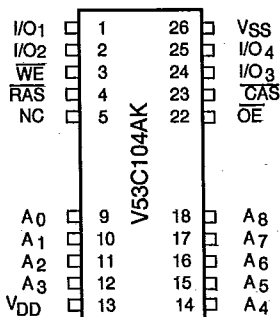 I/O1 1 26 VSS
I/O2 2 25 I/O4
WE 3 24 I/O3
RAS 4 23 CAS
NC 5 22 OE
V53C104AK
A0 9 18 A8
A1 10 17 A7
A2 11 16 A6
A3 12 15 A5
VDD 13 14 A4